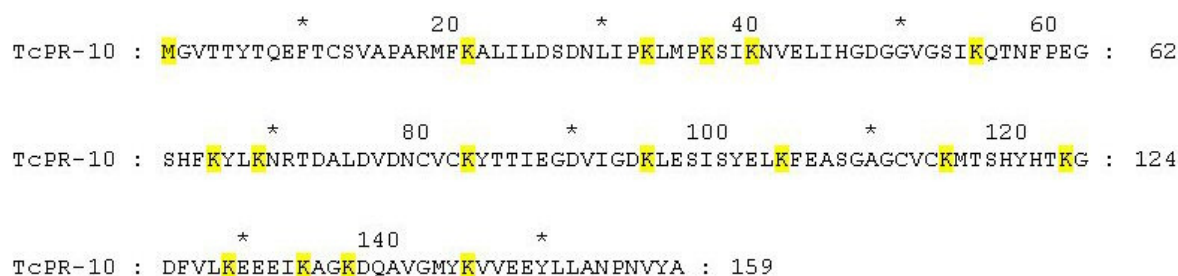 * 20 * 40 * 60
TcPR-10 : MGVTTYTQEFTCSVAPARMFKALILDSDNLIPKLMPKSIKNVELIHGDGGVGSIKQTNFPEG : 62
* 80 * 100 * 120
TcPR-10 : SHFKYLKNRTDALDVDNCVCKYTTIEGDVIGDKLESISYELKFEASGAGCVCKMTSHYHTKG : 124
* 140 *
TcPR-10 : DFVLKEEEIKAGKDQAVGMYKVVEEYLLANPNVYA : 159